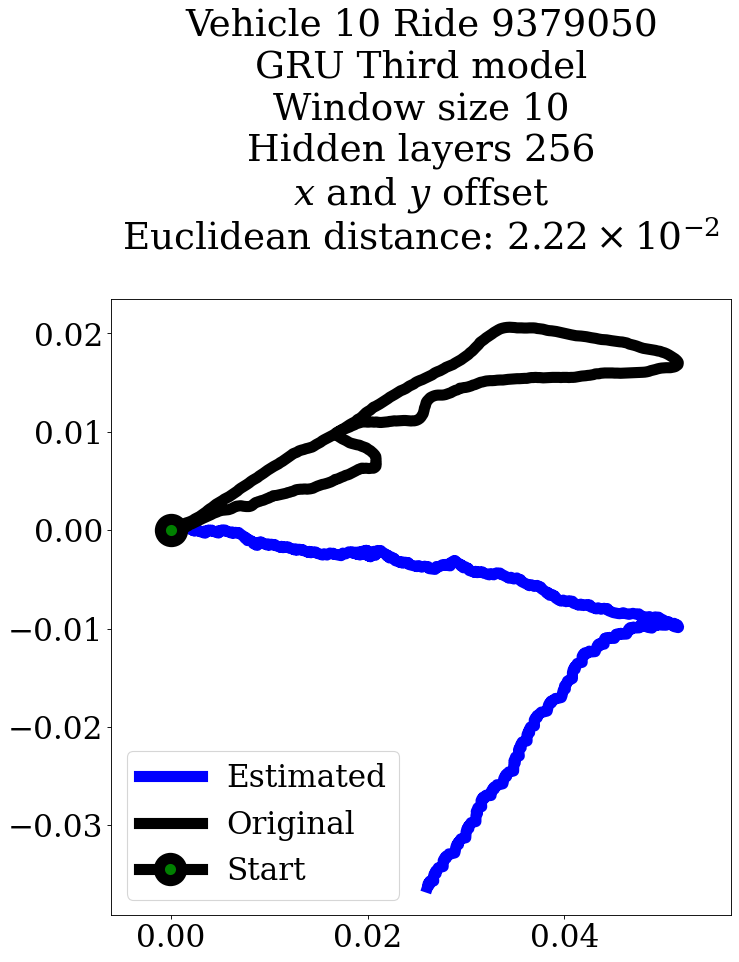 Vehicle 10 Ride 9379050
GRU Third model
Window size 10
Hidden layers 256
x and y offset
Euclidean distance: 2.22 × 10⁻²
0.02
0.01
0.00
−0.01
−0.02
−0.03
Estimated
Original
Start
0.00 0.02 0.04